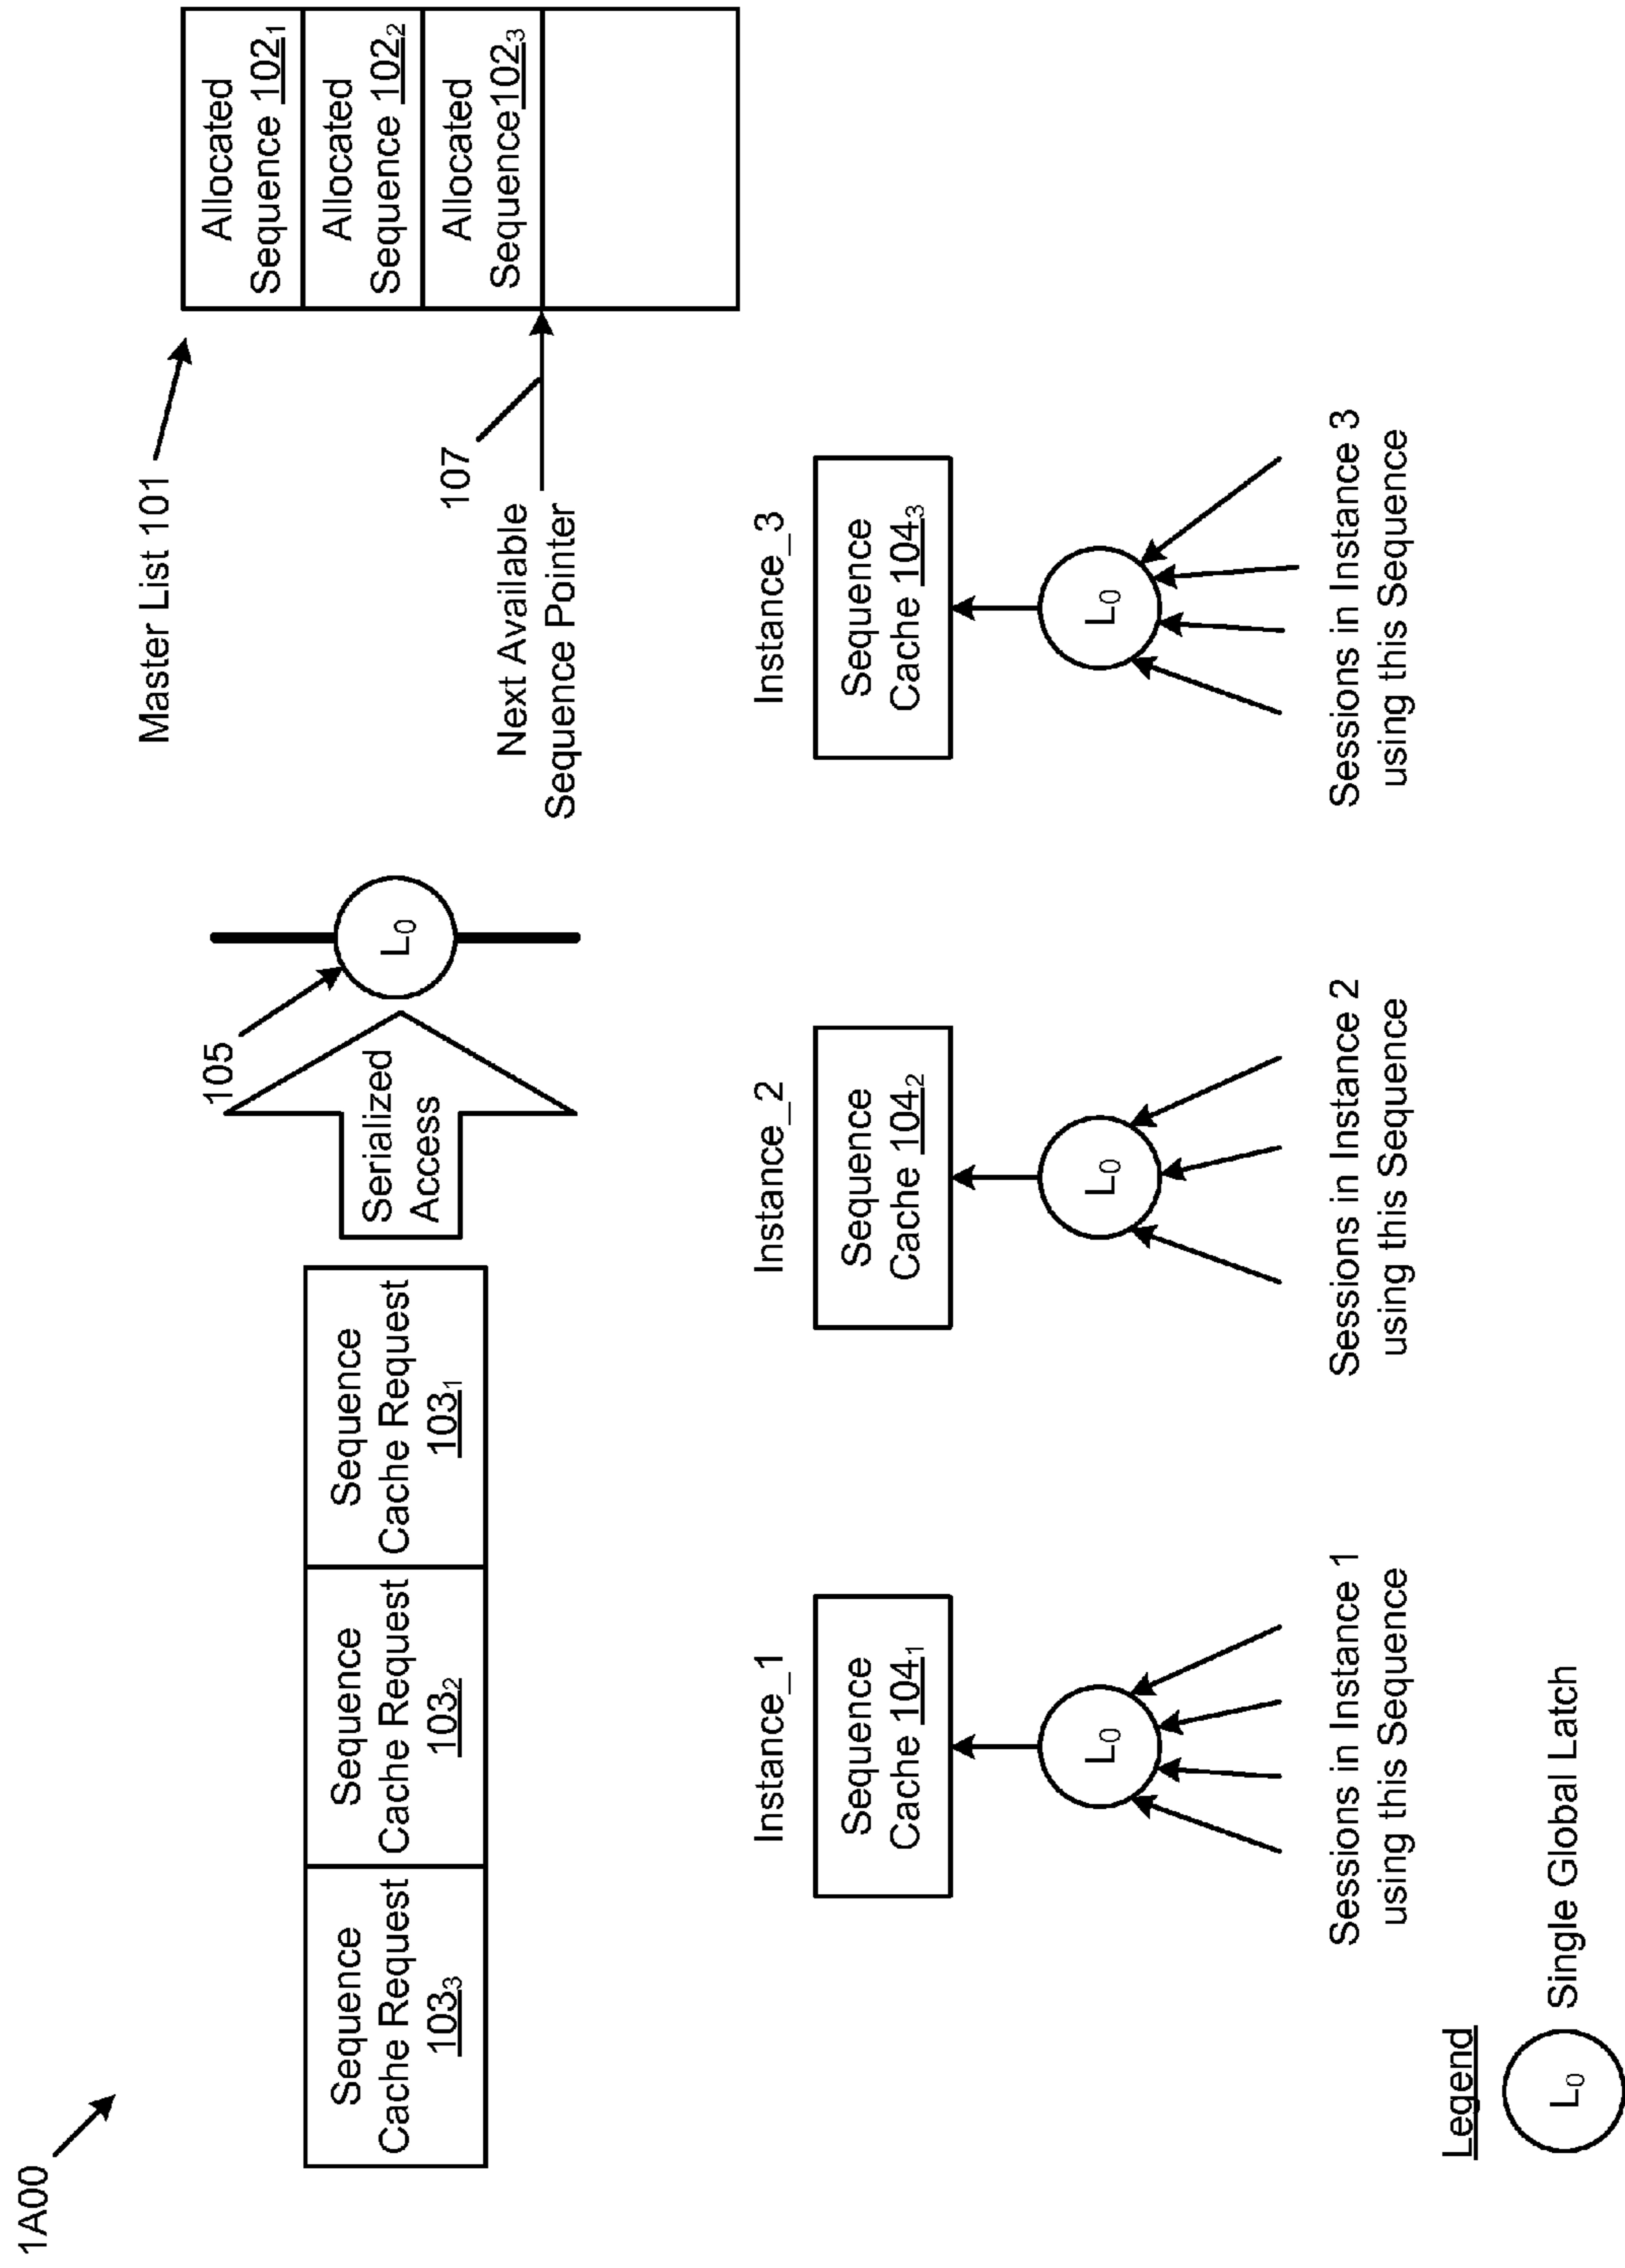 1A00
Master List 101
Allocated
Sequence 102₁
Allocated
Sequence 102₂
Allocated
Sequence102₃
107
Next Available
Sequence Pointer
105
L₀
Serialized
Access
Sequence
Cache Request
103₃
Sequence
Cache Request
103₂
Sequence
Cache Request
103₁
Instance_1
Sequence
Cache 104₁
L₀
Sessions in Instance 1
using this Sequence
Instance_2
Sequence
Cache 104₂
L₀
Sessions in Instance 2
using this Sequence
Instance_3
Sequence
Cache 104₃
L₀
Sessions in Instance 3
using this Sequence
Legend
L₀
Single Global Latch